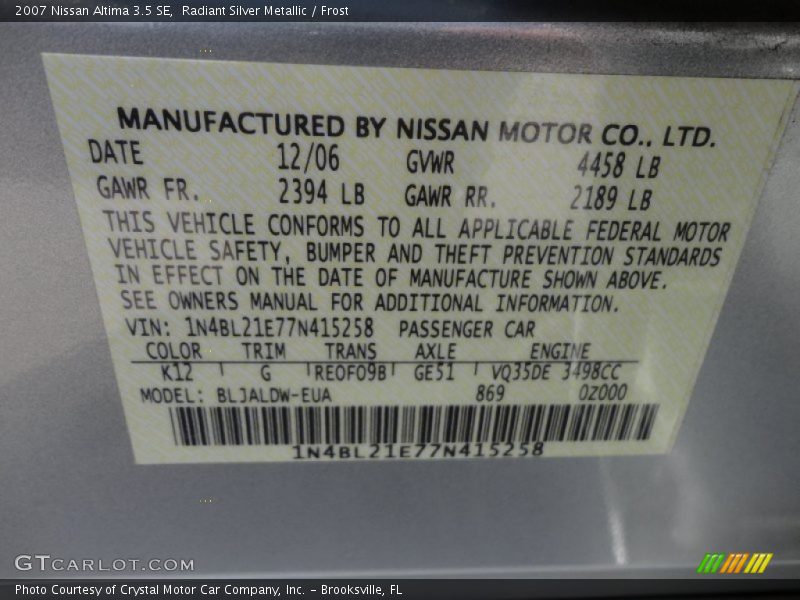 2007 Nissan Altima 3.5 SE,  Radiant Silver Metallic / Frost
MANUFACTURED BY NISSAN MOTOR CO., LTD.
DATE 12/06 GVWR 4458 LB
GAWR FR. 2394 LB GAWR RR. 2189 LB
THIS VEHICLE CONFORMS TO ALL APPLICABLE FEDERAL MOTOR
VEHICLE SAFETY, BUMPER AND THEFT PREVENTION STANDARDS
IN EFFECT ON THE DATE OF MANUFACTURE SHOWN ABOVE.
SEE OWNERS MANUAL FOR ADDITIONAL INFORMATION.
VIN: 1N4BL21E77N415258 PASSENGER CAR
COLOR TRIM TRANS AXLE ENGINE
K12 G RE0F09B GE51 VQ35DE 3498CC
MODEL: BLJALDW-EUA 869 0Z000
1N4BL21E77N415258
GTCARLOT.COM
Photo Courtesy of Crystal Motor Car Company, Inc. – Brooksville, FL